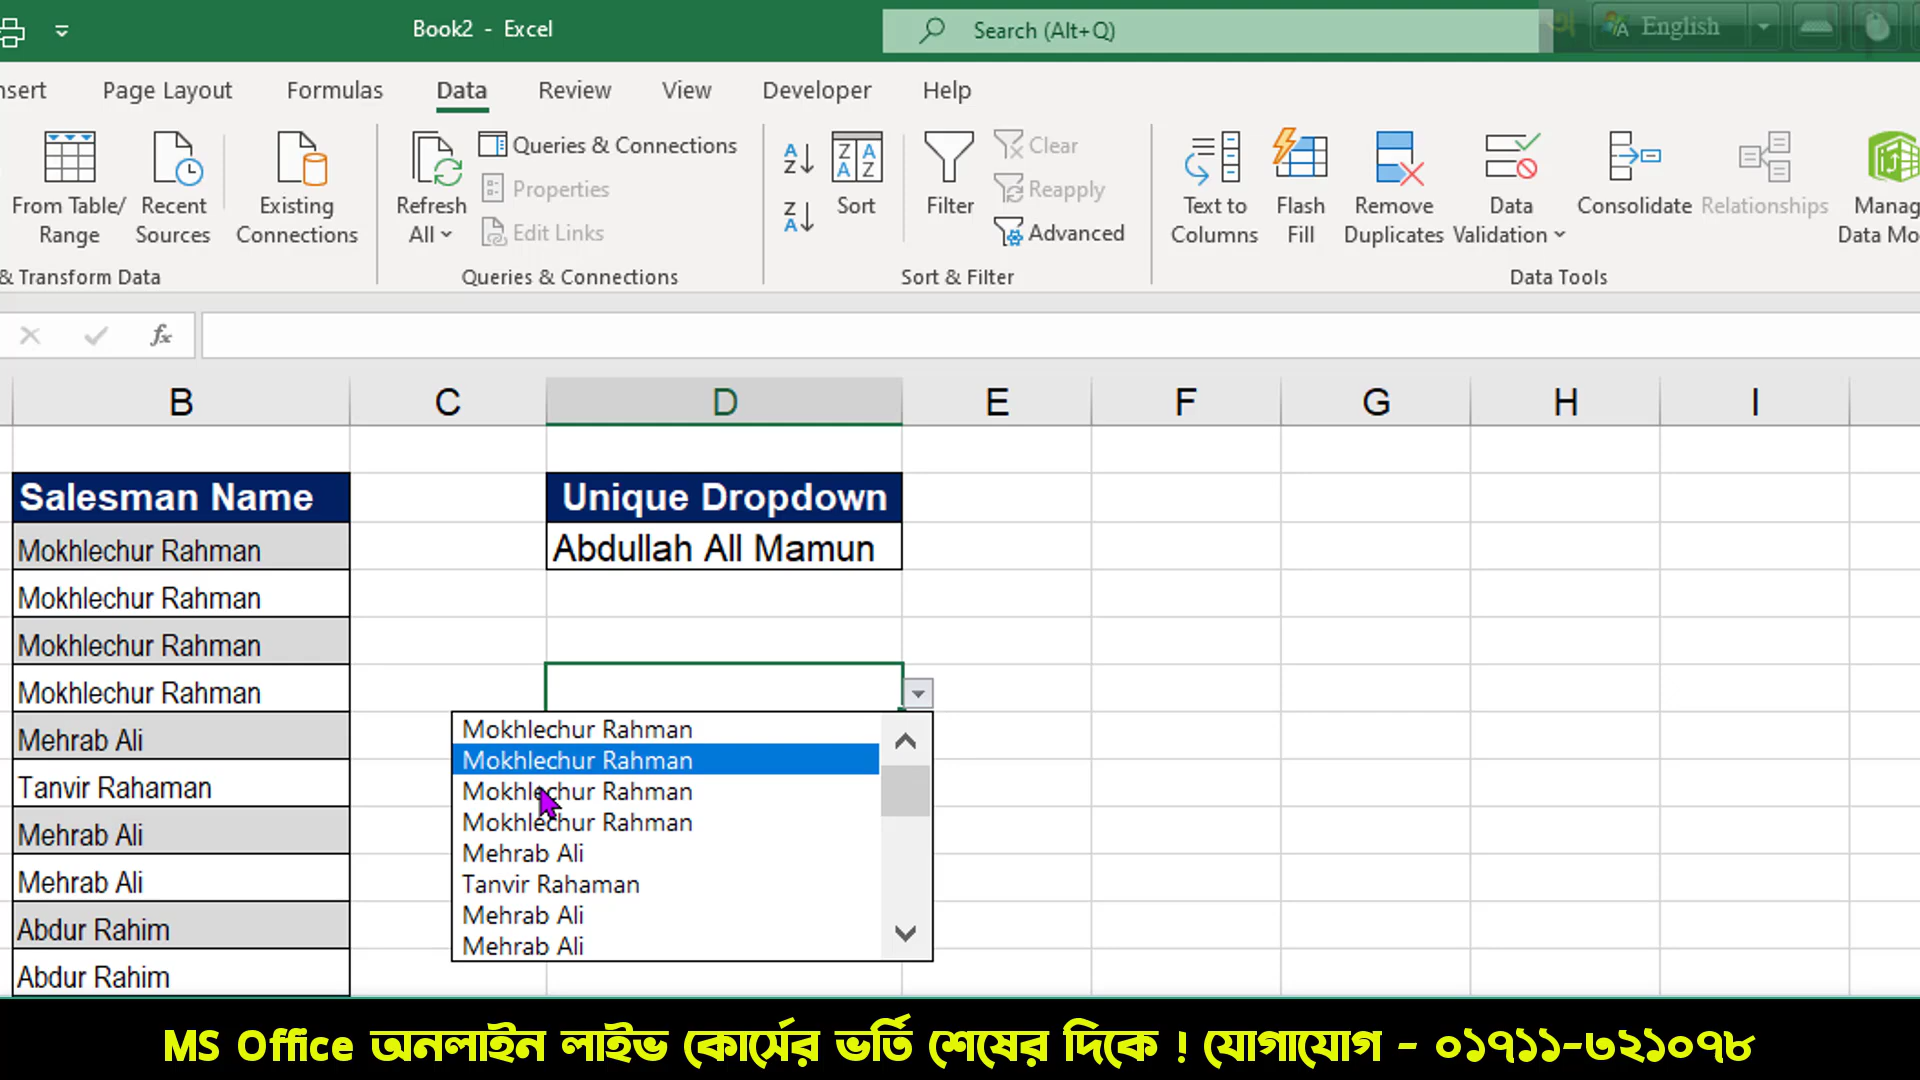 Book2 - Excel
Search (Alt+Q)
English
nsert
Page Layout
Formulas
Data
Review
View
Developer
Help
From Table/
Range
Recent
Sources
Existing
Connections
& Transform Data
Refresh
All
Queries & Connections
Properties
Edit Links
Queries & Connections
Sort
Filter
Clear
Reapply
Advanced
Sort & Filter
Text to
Columns
Flash
Fill
Remove
Duplicates
Data
Validation
Consolidate
Relationships
Manag
Data Mo
Data Tools
fx
B C D E F G H I
Salesman Name
Mokhlechur Rahman
Mokhlechur Rahman
Mokhlechur Rahman
Mokhlechur Rahman
Mehrab Ali
Tanvir Rahaman
Mehrab Ali
Mehrab Ali
Abdur Rahim
Abdur Rahim
Unique Dropdown
Abdullah All Mamun
Mokhlechur Rahman
Mokhlechur Rahman
Mokhlechur Rahman
Mokhlechur Rahman
Mehrab Ali
Tanvir Rahaman
Mehrab Ali
Mehrab Ali
MS Office অনলাইন লাইভ কোর্সের ভর্তি শেষের দিকে ! যোগাযোগ - ০১৭১১-৩২১০৭৮